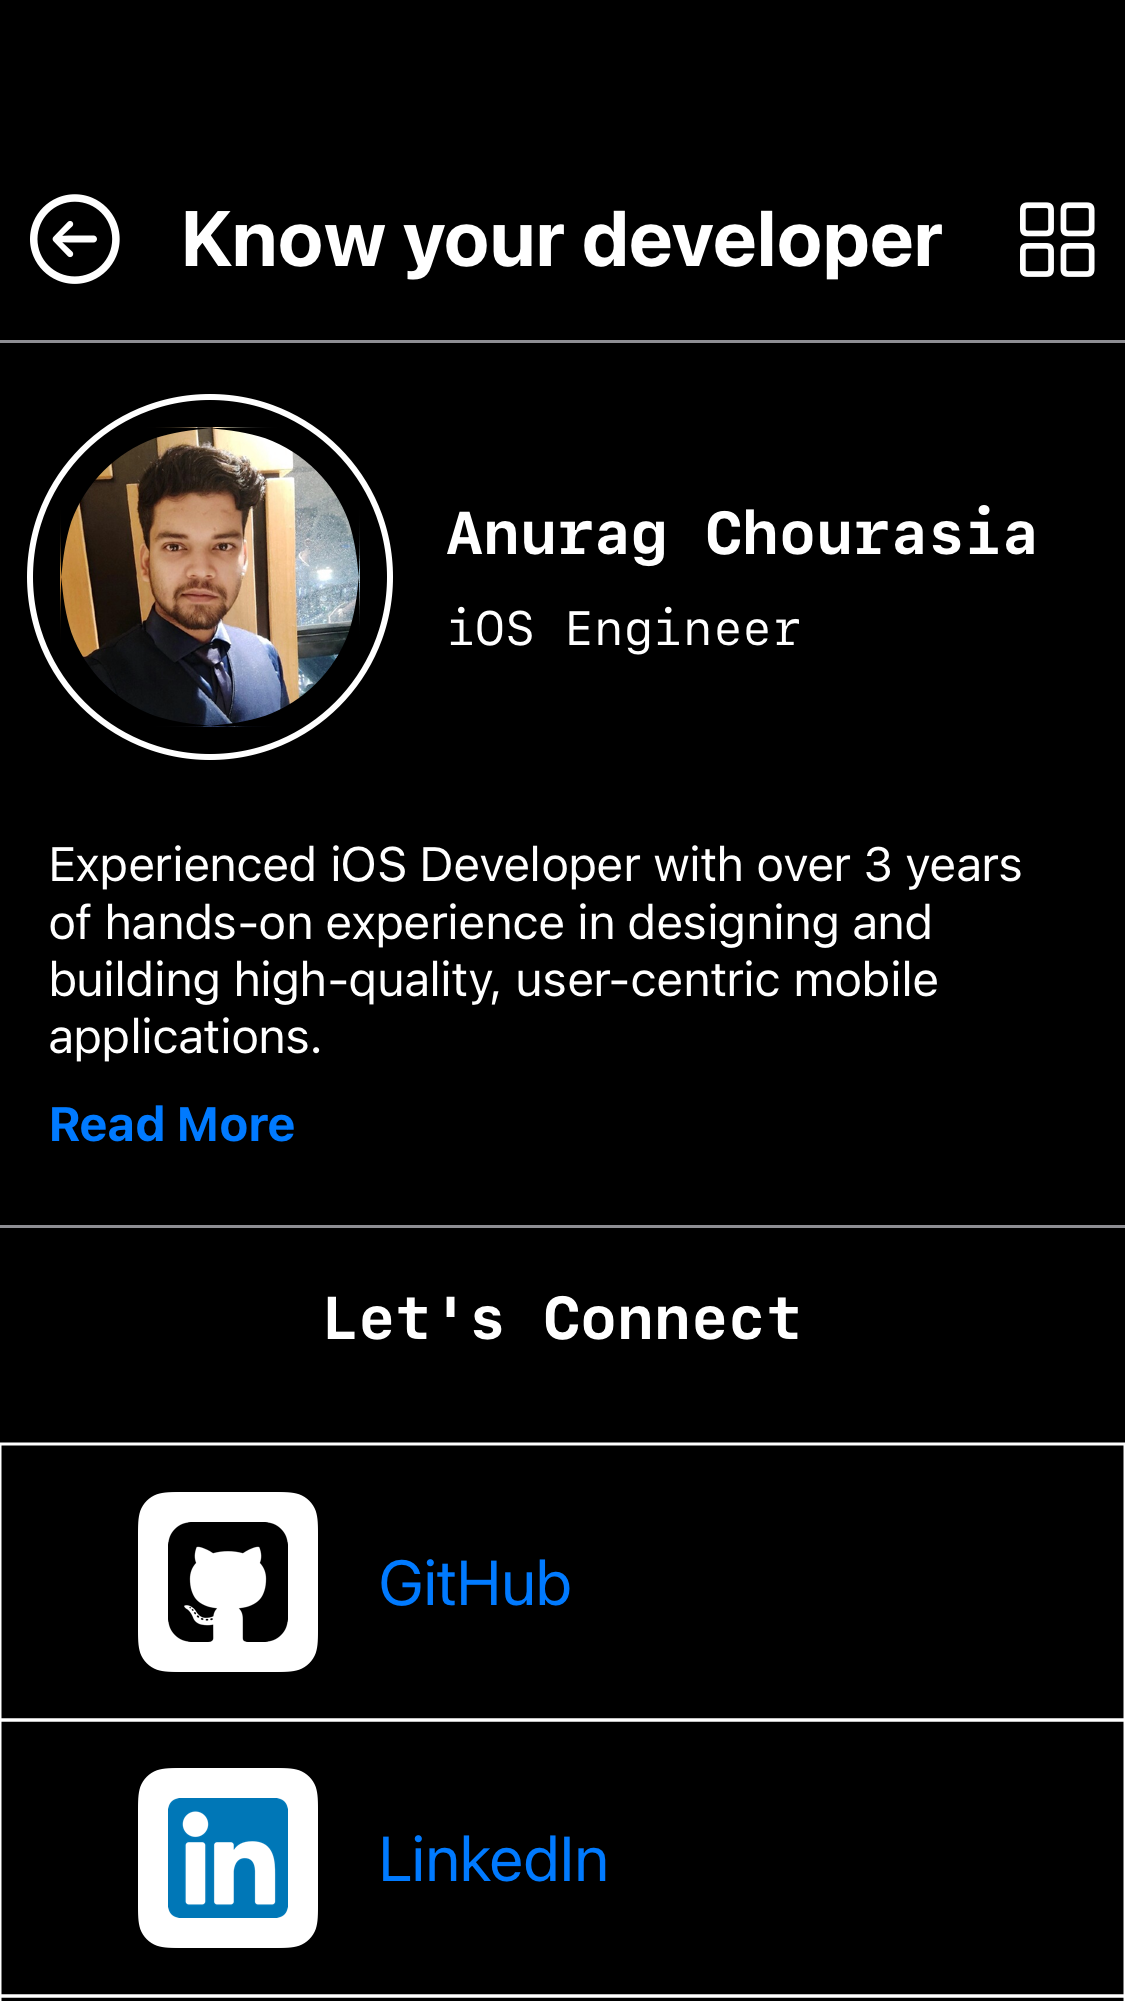 Know your developer
Anurag Chourasia
iOS Engineer
Experienced iOS Developer with over 3 years
of hands-on experience in designing and
building high-quality, user-centric mobile
applications.
Read More
Let's Connect
GitHub
in
LinkedIn